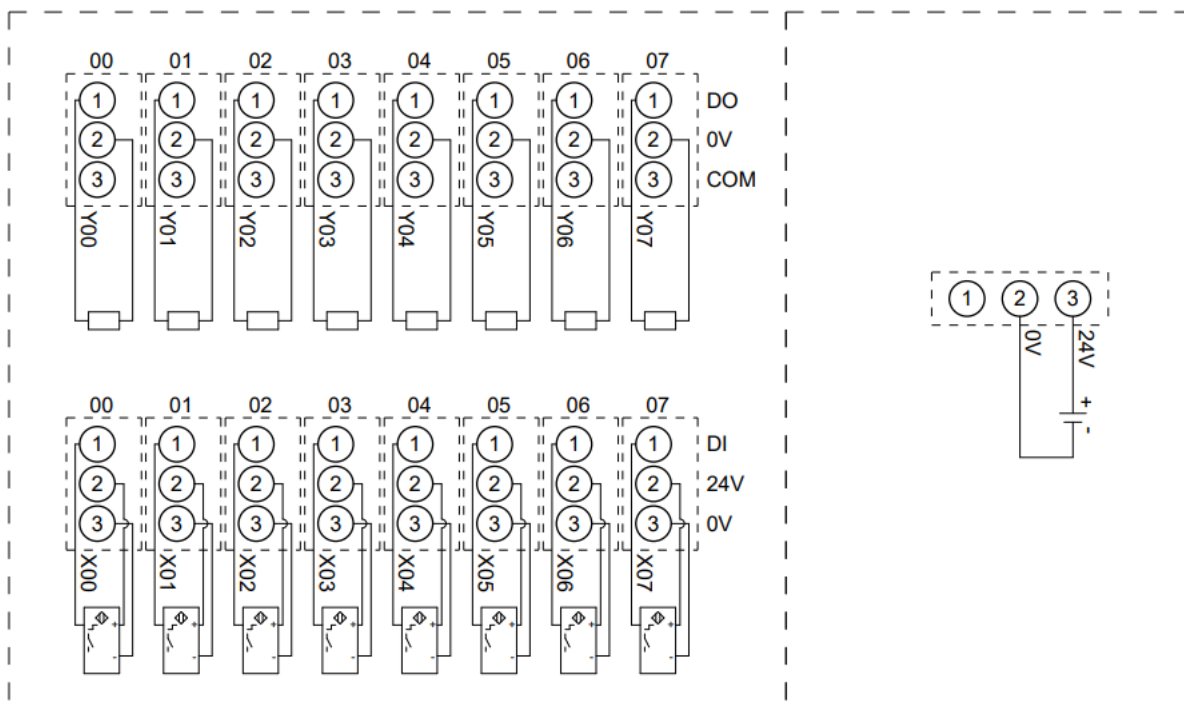 00 01 02 03 04 05 06 07
1 1 1 1 1 1 1 1 DO
2 2 2 2 2 2 2 2 0V
3 3 3 3 3 3 3 3 COM
Y00 Y01 Y02 Y03 Y04 Y05 Y06 Y07
00 01 02 03 04 05 06 07
1 1 1 1 1 1 1 1 DI
2 2 2 2 2 2 2 2 24V
3 3 3 3 3 3 3 3 0V
X00 X01 X02 X03 X04 X05 X06 X07
+ + + + + + + +
- - - - - - - -
1 2 3
0V 24V
+
-